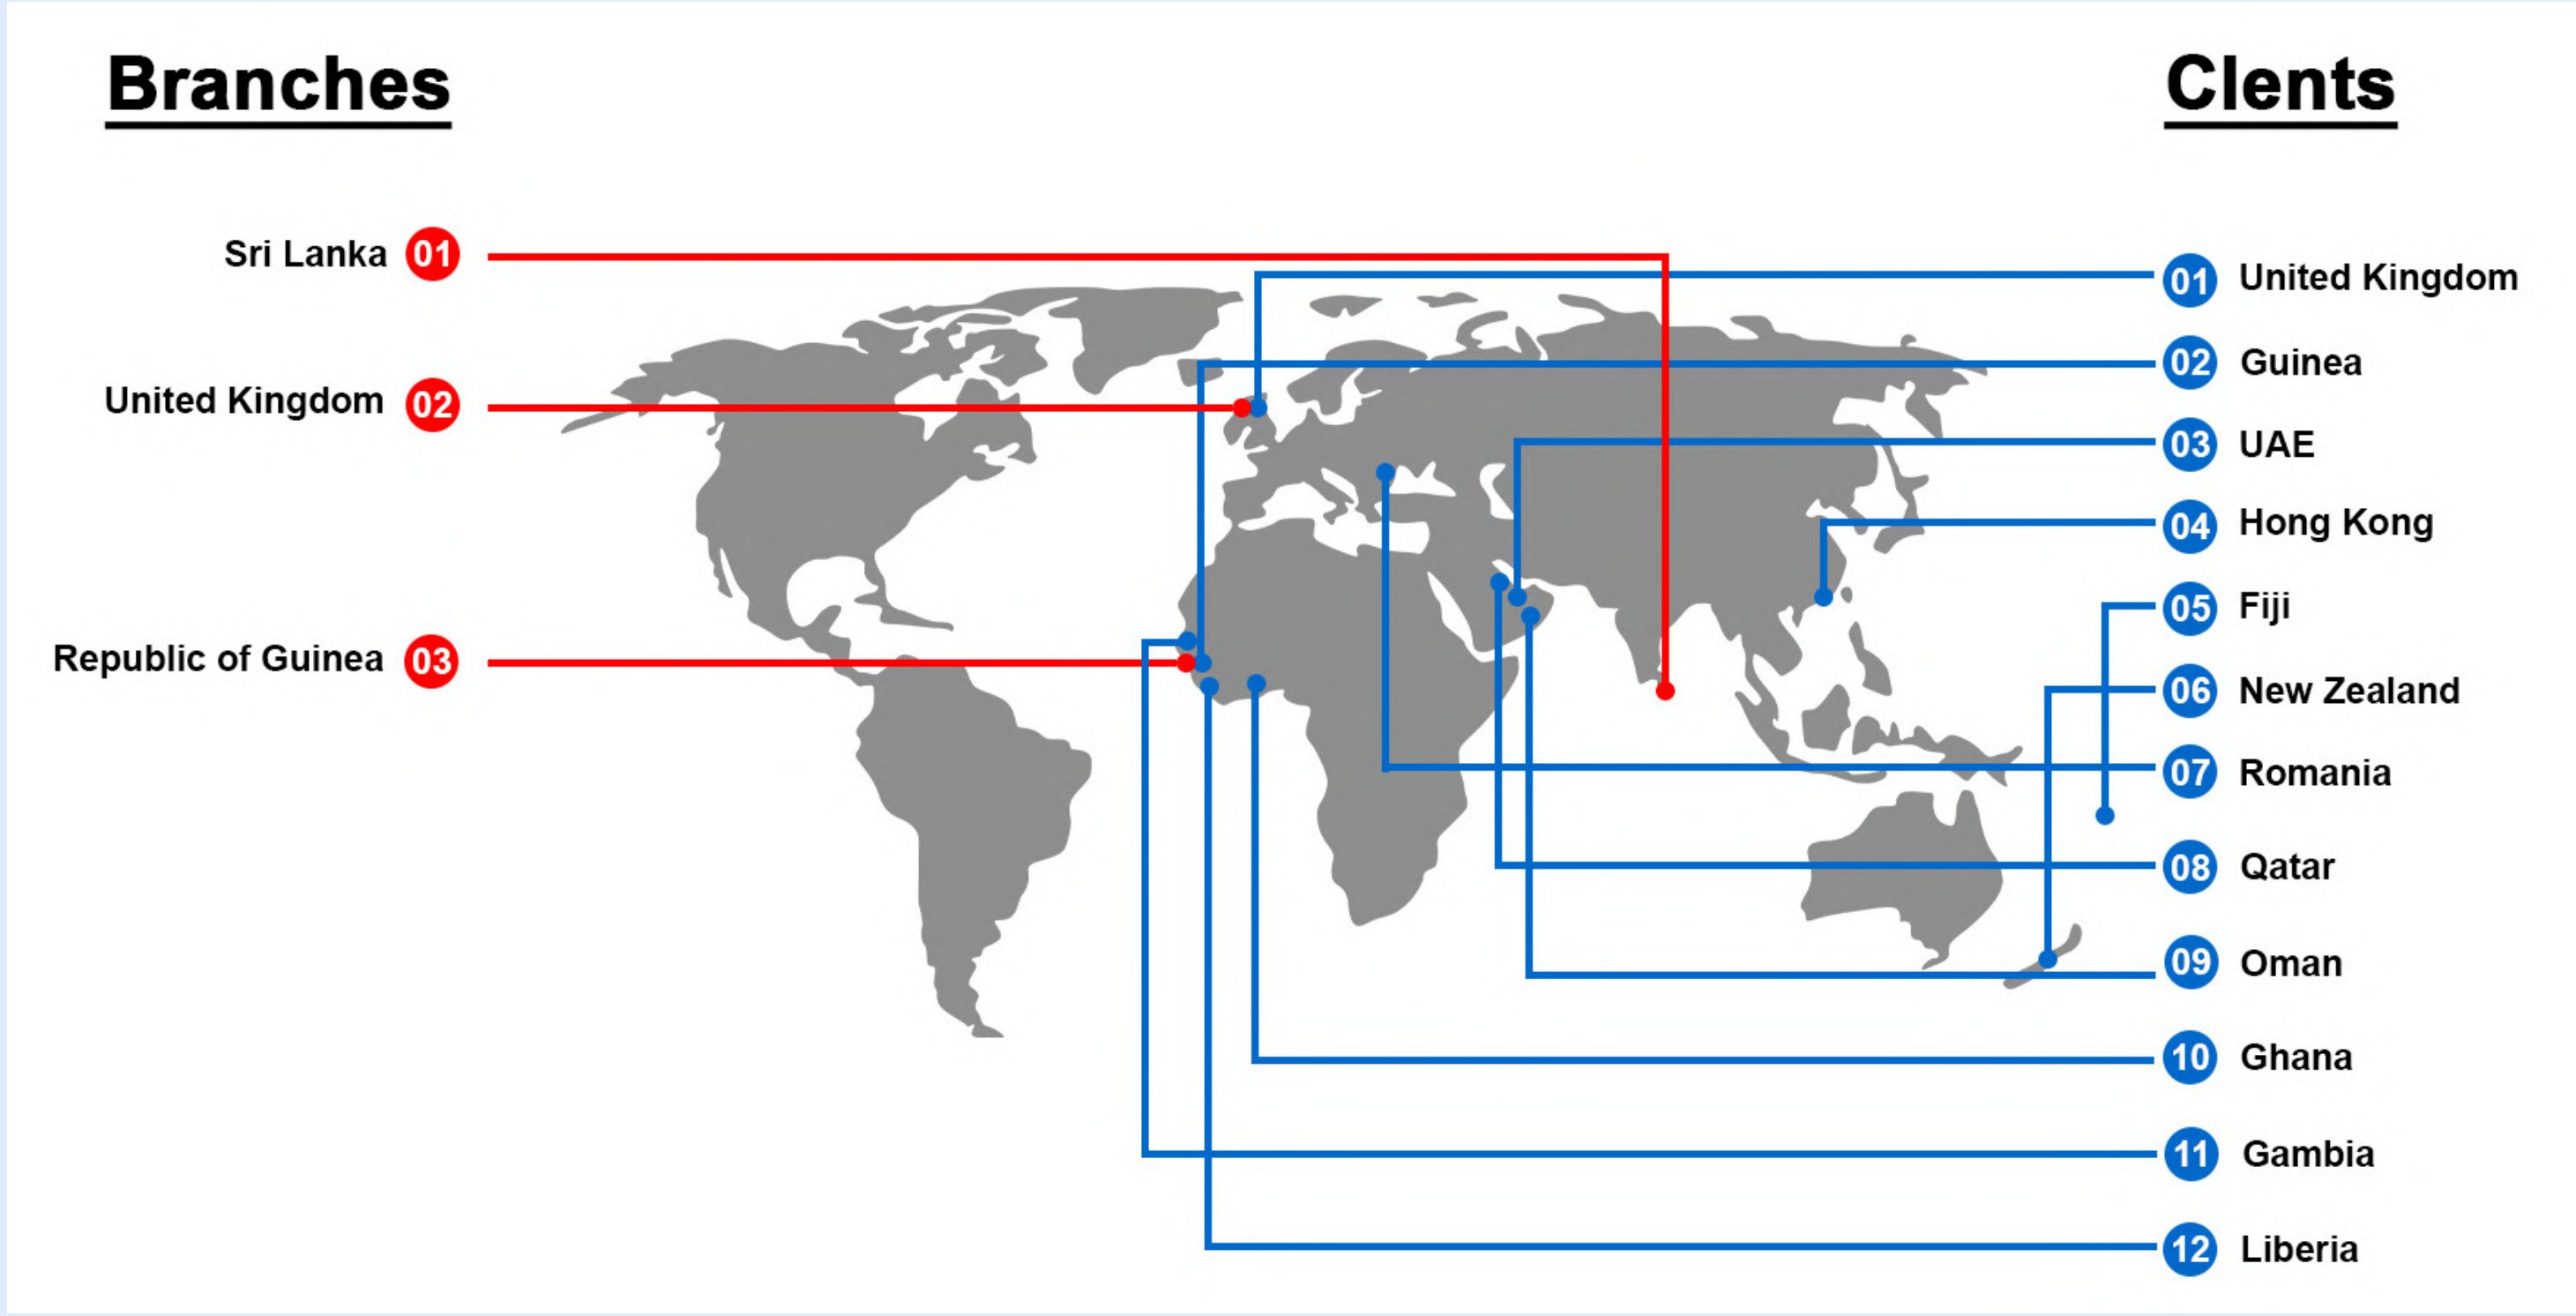 Branches
Sri Lanka 01
United Kingdom 02
Republic of Guinea 03
Clents
01 United Kingdom
02 Guinea
03 UAE
04 Hong Kong
05 Fiji
06 New Zealand
07 Romania
08 Qatar
09 Oman
10 Ghana
11 Gambia
12 Liberia